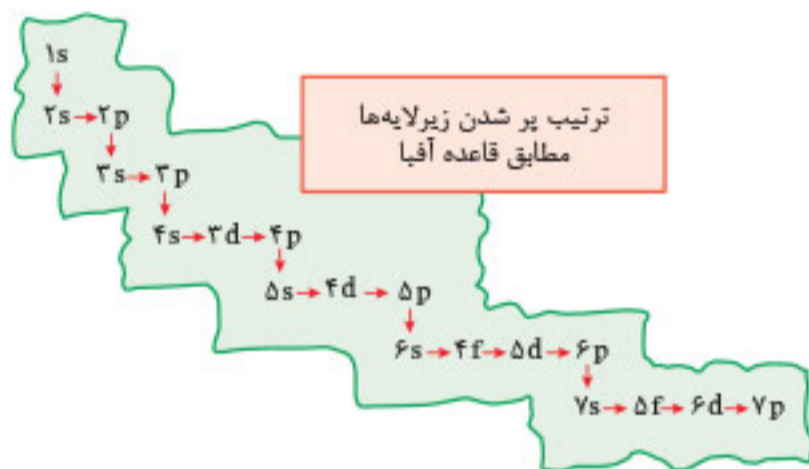 ۱s
ترتیب پر شدن زیرلایه‌ها
مطابق قاعده آفبا
۲s → ۲p
۳s → ۳p
۴s → ۳d → ۴p
۵s → ۴d → ۵p
۶s → ۴f → ۵d → ۶p
۷s → ۵f → ۶d → ۷p